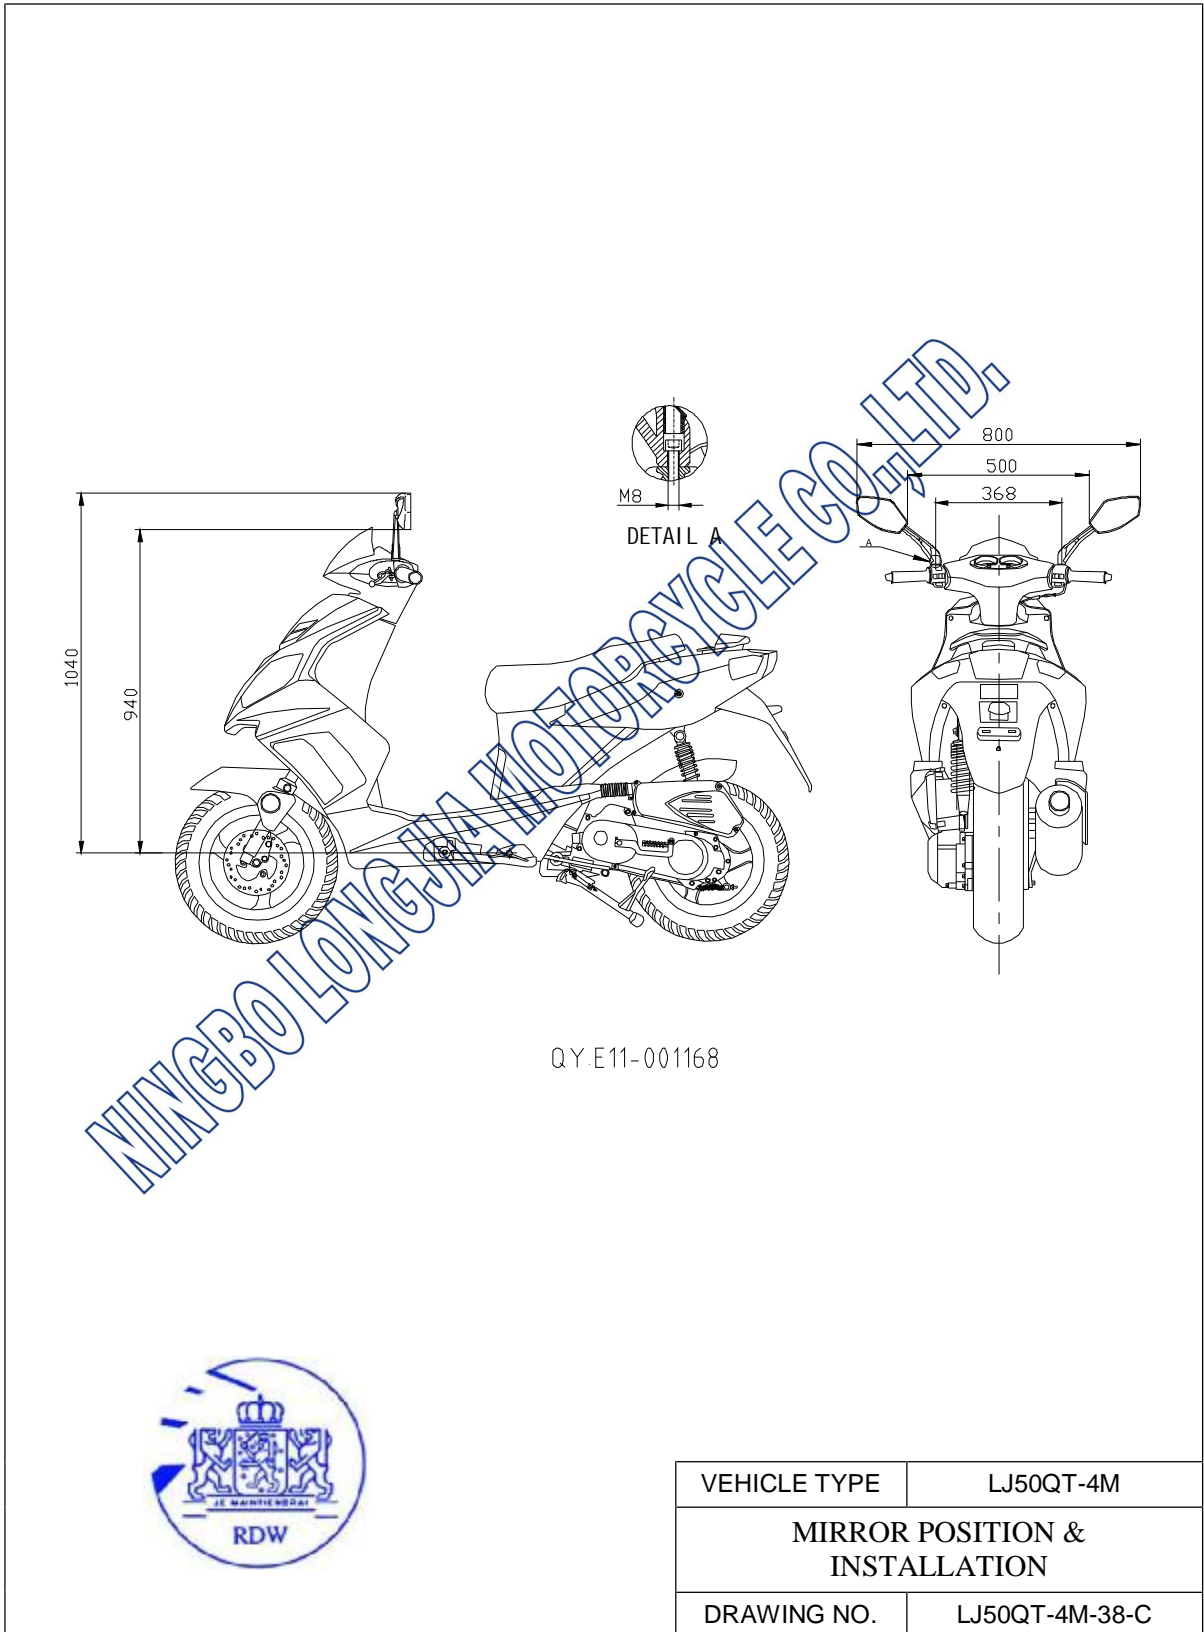 NINGBO LONGJIA MOTORCYCLE CO.,LTD.
800
500
368
M8
DETAIL A
A
1040
940
QY.E11-001168
JE MAINTIENDRAI
RDW
VEHICLE TYPE LJ50QT-4M
MIRROR POSITION &
INSTALLATION
DRAWING NO. LJ50QT-4M-38-C